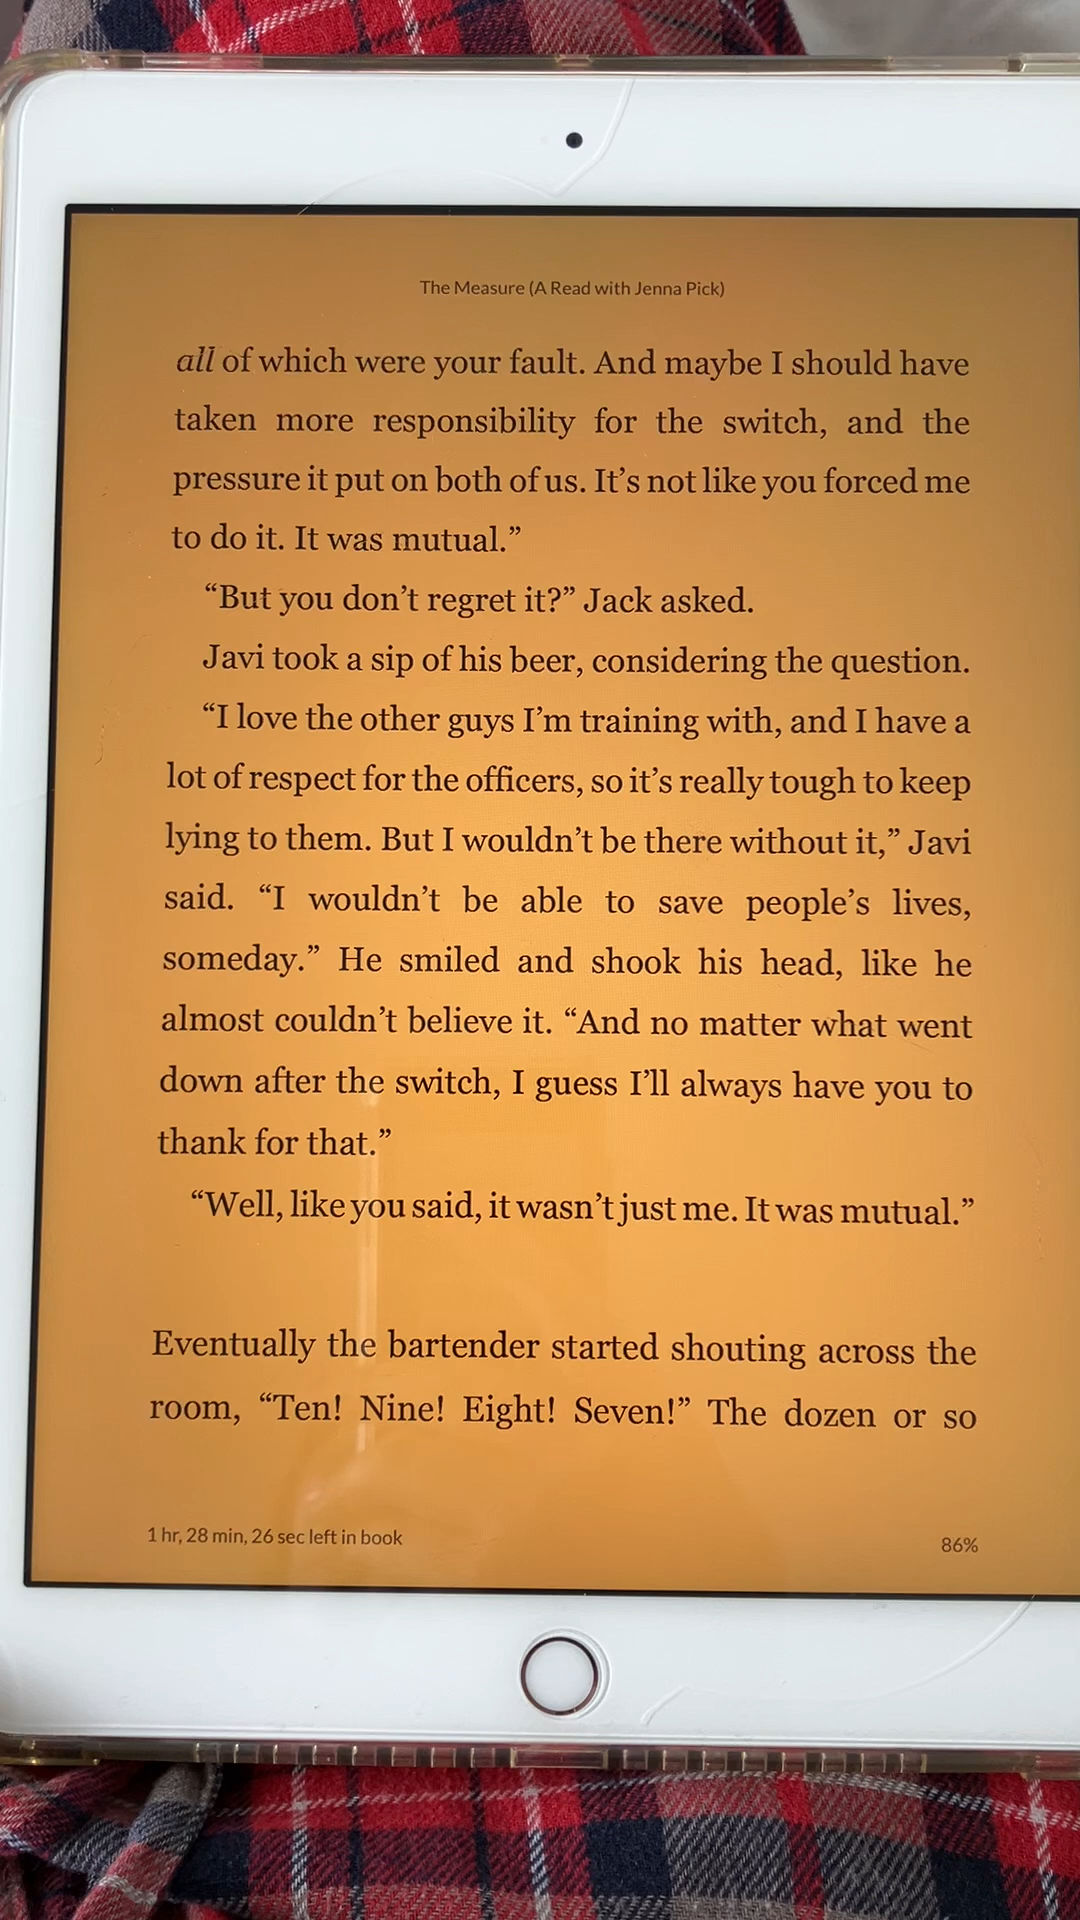 The Measure (A Read with Jenna Pick)
all of which were your fault. And maybe I should have
taken more responsibility for the switch, and the
pressure it put on both of us. It’s not like you forced me
to do it. It was mutual.”
“But you don’t regret it?” Jack asked.
Javi took a sip of his beer, considering the question.
“I love the other guys I’m training with, and I have a
lot of respect for the officers, so it’s really tough to keep
lying to them. But I wouldn’t be there without it,” Javi
said. “I wouldn’t be able to save people’s lives,
someday.” He smiled and shook his head, like he
almost couldn’t believe it. “And no matter what went
down after the switch, I guess I’ll always have you to
thank for that.”
“Well, like you said, it wasn’t just me. It was mutual.”
Eventually the bartender started shouting across the
room, “Ten! Nine! Eight! Seven!” The dozen or so
1 hr, 28 min, 26 sec left in book
86%